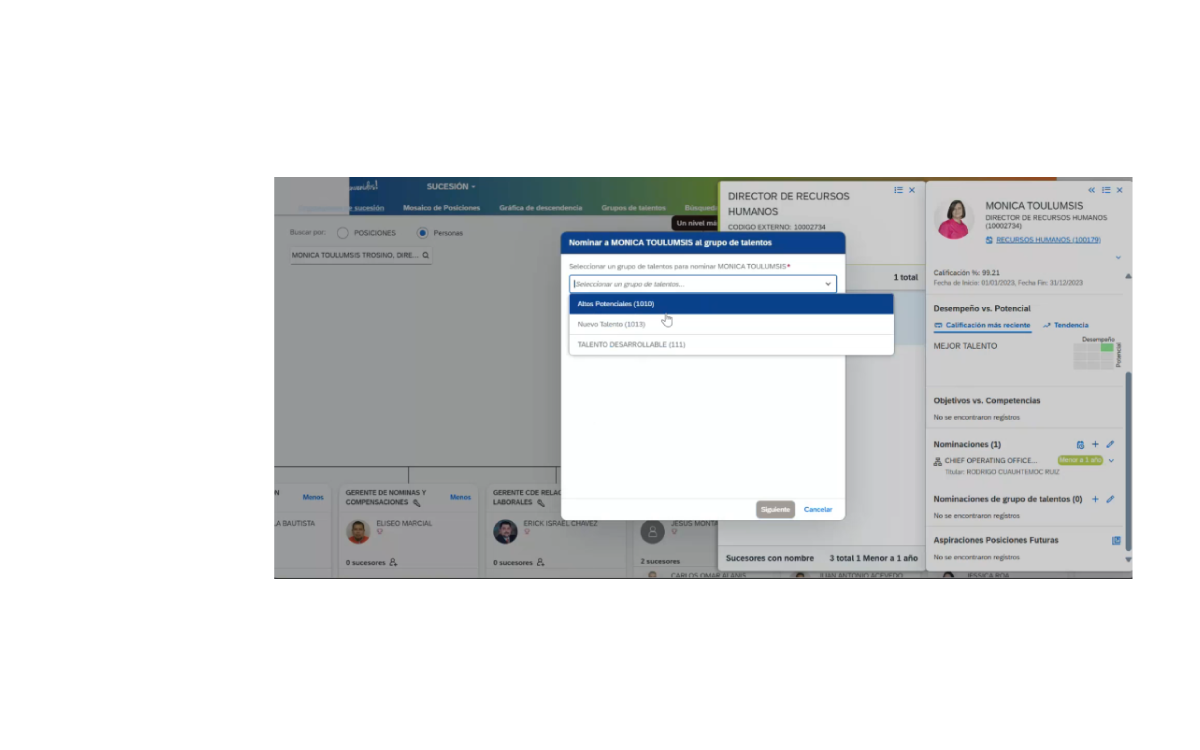 SUCESIÓN
de sucesión Mosaico de Posiciones Gráfica de descendencia Grupos de talentos Búsqued
Un nivel má
Buscar por: POSICIONES Personas
MONICA TOULUMSIS TROSINO, DIRE...
Nominar a MONICA TOULUMSIS al grupo de talentos
Seleccionar un grupo de talentos para nominar MONICA TOULUMSIS*
Seleccionar un grupo de talentos...
Altos Potenciales (1010)
Nuevo Talento (1013)
TALENTO DESARROLLABLE (111)
Siguiente Cancelar
DIRECTOR DE RECURSOS
HUMANOS
CODIGO EXTERNO: 10002734
1 total
Sucesores con nombre 3 total 1 Menor a 1 año
MONICA TOULUMSIS
DIRECTOR DE RECURSOS HUMANOS
(10002734)
RECURSOS HUMANOS (100179)
Calificación %: 99.21
Fecha de Inicio: 01/01/2023, Fecha Fin: 31/12/2023
Desempeño vs. Potencial
Calificación más reciente Tendencia
MEJOR TALENTO
Desempeño
Potencial
Objetivos vs. Competencias
No se encontraron registros
Nominaciones (1)
CHIEF OPERATING OFFICE... Menor a 1 año
Titular: RODRIGO CUAUHTEMOC RUIZ
Nominaciones de grupo de talentos (0)
No se encontraron registros
Aspiraciones Posiciones Futuras
No se encontraron registros
N Menos
LA BAUTISTA
GERENTE DE NOMINAS Y
COMPENSACIONES
Menos
ELISEO MARCIAL
0 sucesores
GERENTE CDE RELAC
LABORALES
ERICK ISRAEL CHAVEZ
0 sucesores
JESUS MONTA
2 sucesores
CARLOS OMAR ALANIS
JUAN ANTONIO ACEVEDO
JESSICA ROA